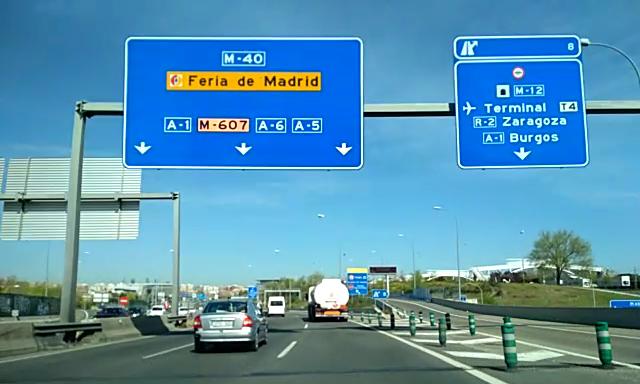 M-40
Feria de Madrid
A-1 M-607 A-6 A-5
8
M-12
Terminal T4
R-2 Zaragoza
A-1 Burgos